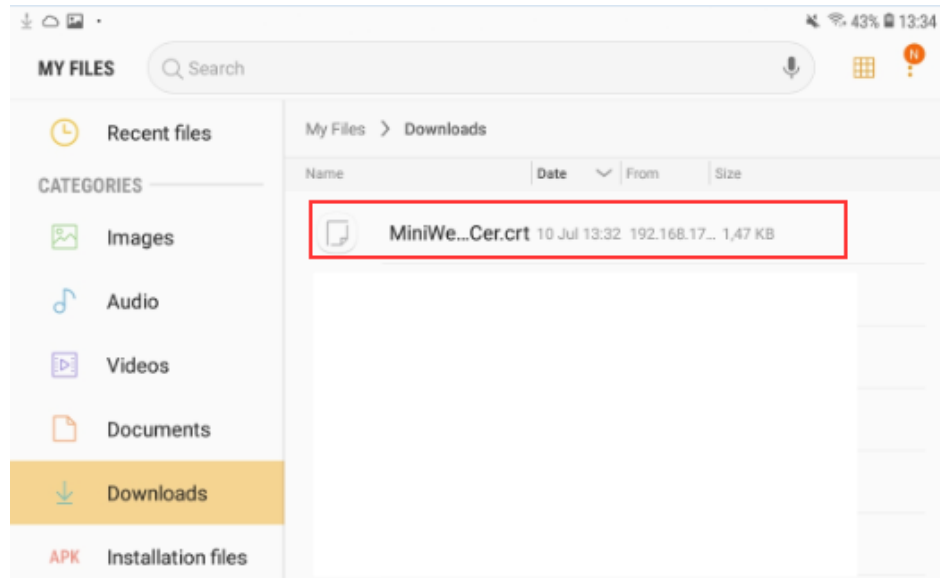 43% 13:34
MY FILES
Search
N
Recent files
My Files > Downloads
CATEGORIES
Name Date From Size
Images
MiniWe...Cer.crt 10 Jul 13:32 192.168.17... 1,47 KB
Audio
Videos
Documents
Downloads
APK Installation files